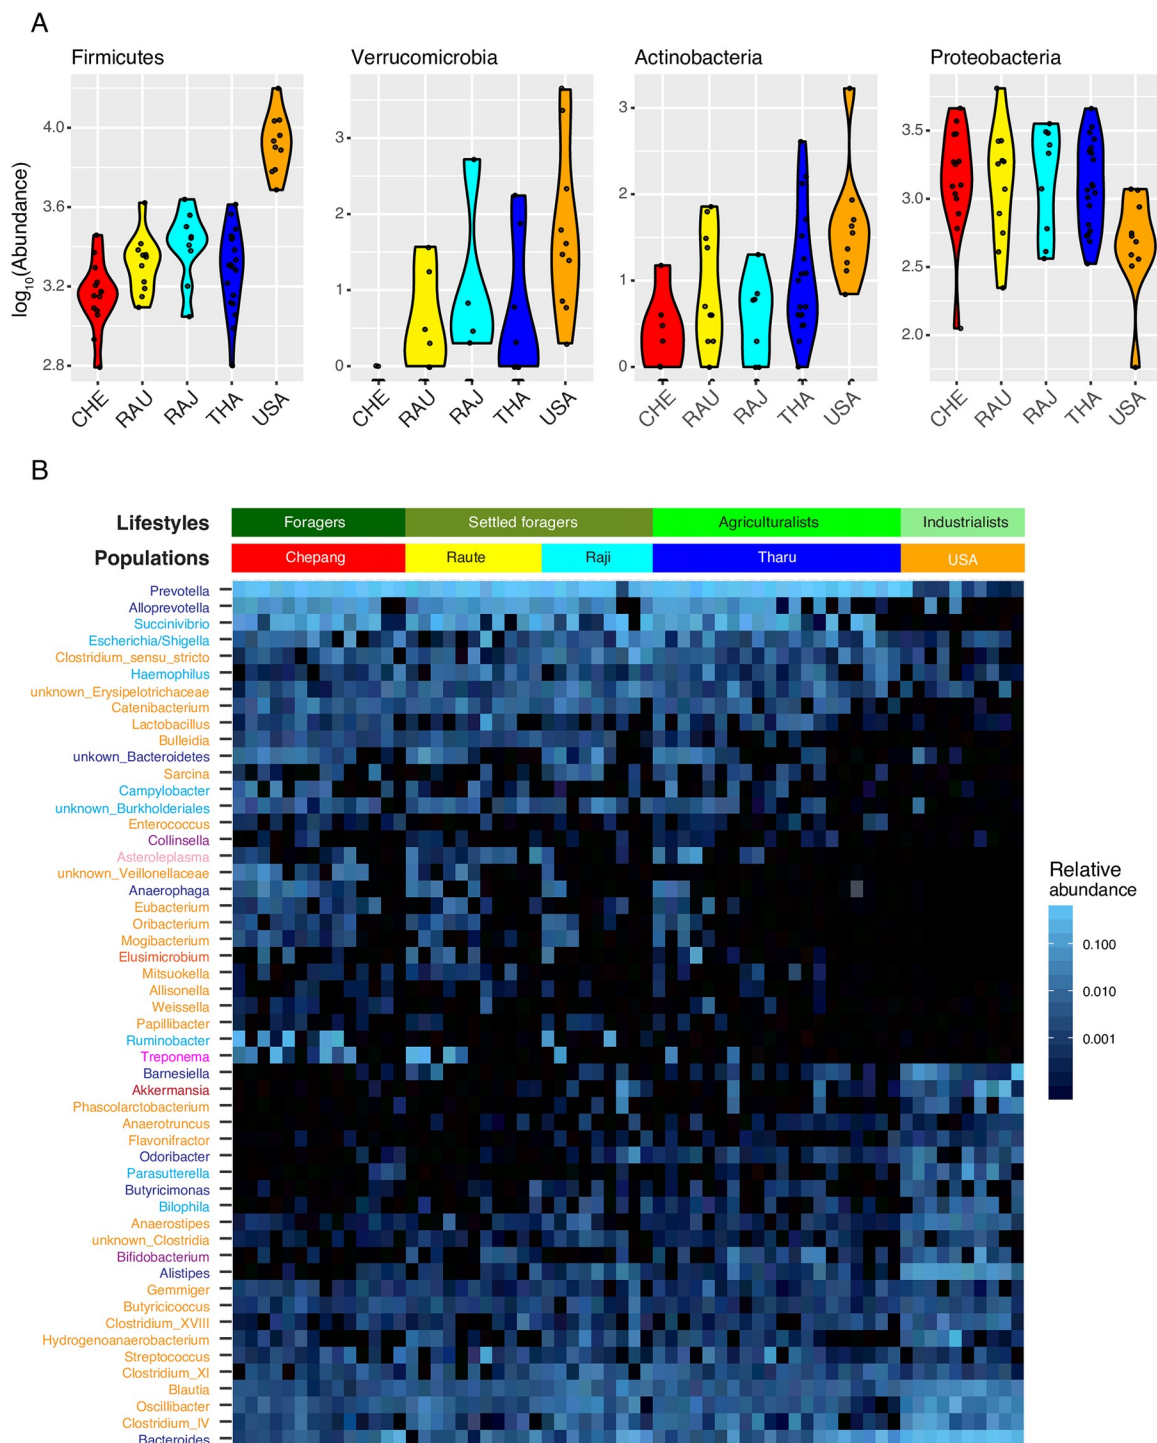 A
Firmicutes
Verrucomicrobia
Actinobacteria
Proteobacteria
log10(Abundance)
4.0
3.6
3.2
2.8
3
2
1
0
3
2
1
0
3.5
3.0
2.5
2.0
CHE RAU RAJ THA USA
CHE RAU RAJ THA USA
CHE RAU RAJ THA USA
CHE RAU RAJ THA USA
B
Lifestyles Foragers Settled foragers Agriculturalists Industrialists
Populations Chepang Raute Raji Tharu USA
Prevotella
Alloprevotella
Succinivibrio
Escherichia/Shigella
Clostridium_sensu_stricto
Haemophilus
unknown_Erysipelotrichaceae
Catenibacterium
Lactobacillus
Bulleidia
unkown_Bacteroidetes
Sarcina
Campylobacter
unknown_Burkholderiales
Enterococcus
Collinsella
Asteroleplasma
unknown_Veillonellaceae
Anaerophaga
Eubacterium
Oribacterium
Mogibacterium
Elusimicrobium
Mitsuokella
Allisonella
Weissella
Papillibacter
Ruminobacter
Treponema
Barnesiella
Akkermansia
Phascolarctobacterium
Anaerotruncus
Flavonifractor
Odoribacter
Parasutterella
Butyricimonas
Bilophila
Anaerostipes
unknown_Clostridia
Bifidobacterium
Alistipes
Gemmiger
Butyricicoccus
Clostridium_XVIII
Hydrogenoanaerobacterium
Streptococcus
Clostridium_XI
Blautia
Oscillibacter
Clostridium_IV
Bacteroides
Relative
abundance
0.100
0.010
0.001